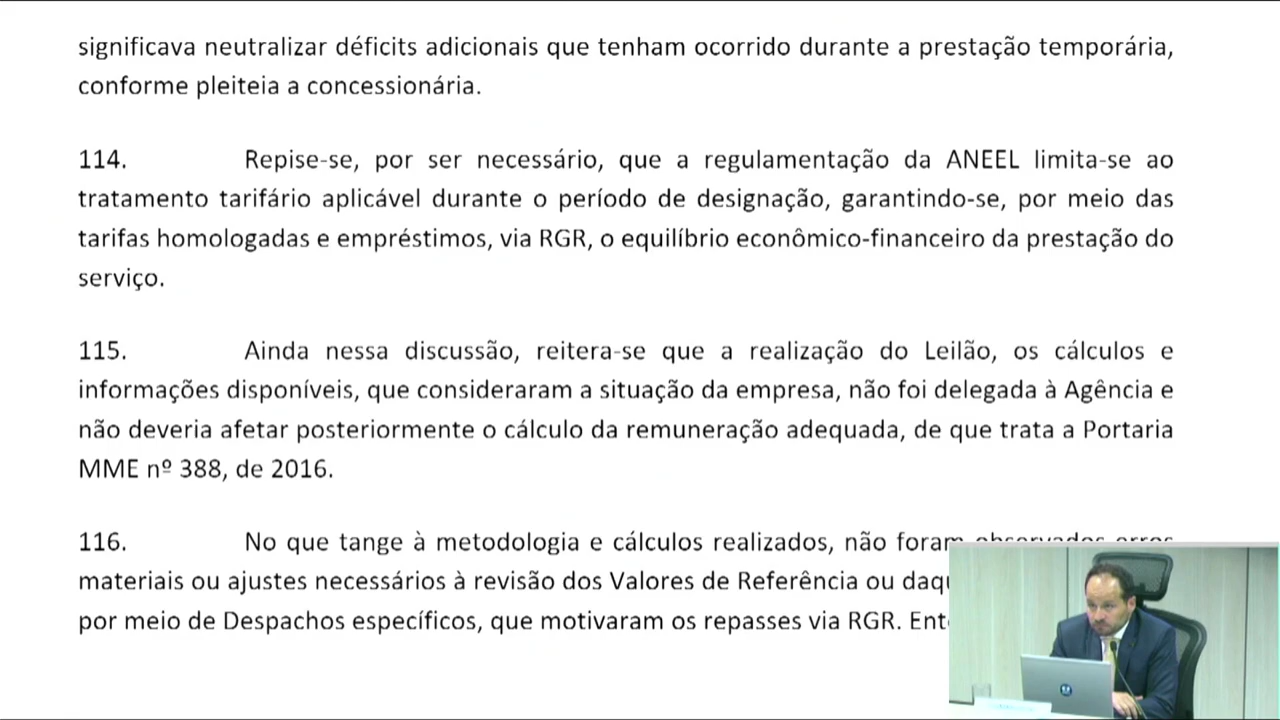 significava neutralizar déficits adicionais que tenham ocorrido durante a prestação temporária,
conforme pleiteia a concessionária.
114. Repise-se, por ser necessário, que a regulamentação da ANEEL limita-se ao
tratamento tarifário aplicável durante o período de designação, garantindo-se, por meio das
tarifas homologadas e empréstimos, via RGR, o equilíbrio econômico-financeiro da prestação do
serviço.
115. Ainda nessa discussão, reitera-se que a realização do Leilão, os cálculos e
informações disponíveis, que consideraram a situação da empresa, não foi delegada à Agência e
não deveria afetar posteriormente o cálculo da remuneração adequada, de que trata a Portaria
MME nº 388, de 2016.
116. No que tange à metodologia e cálculos realizados, não foram observados erros
materiais ou ajustes necessários à revisão dos Valores de Referência ou
por meio de Despachos específicos, que motivaram os repasses via RGR.